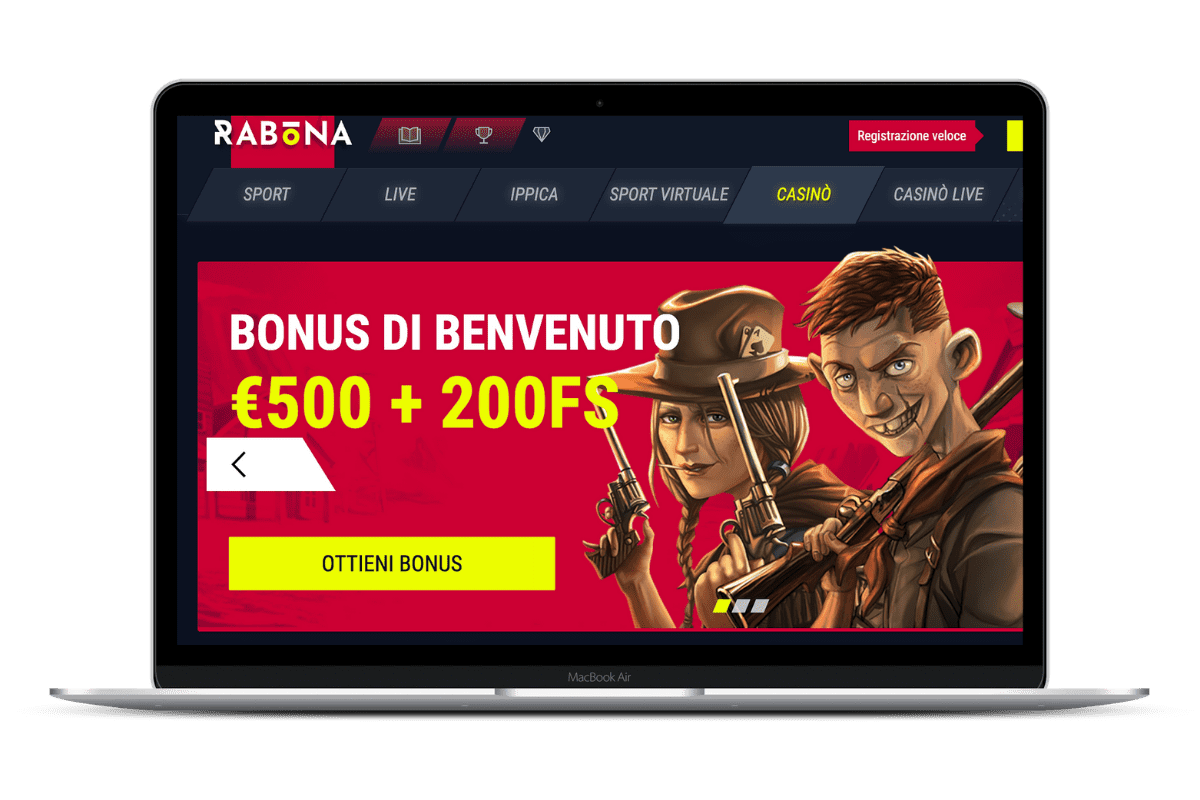 RABŌNA
Registrazione veloce
SPORT LIVE IPPICA SPORT VIRTUALE CASINÒ CASINÒ LIVE
BONUS DI BENVENUTO
€500 + 200FS
OTTIENI BONUS
MacBook Air